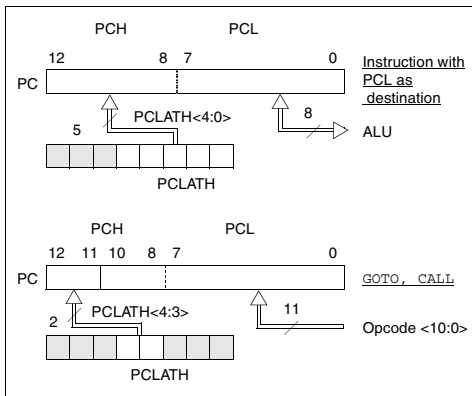 PCH PCL
12 8 7 0
PC
Instruction with
PCL as
destination
8
ALU
5
PCLATH<4:0>
PCLATH
PCH PCL
12 11 10 8 7 0
PC
GOTO, CALL
2
PCLATH<4:3>
11
Opcode <10:0>
PCLATH